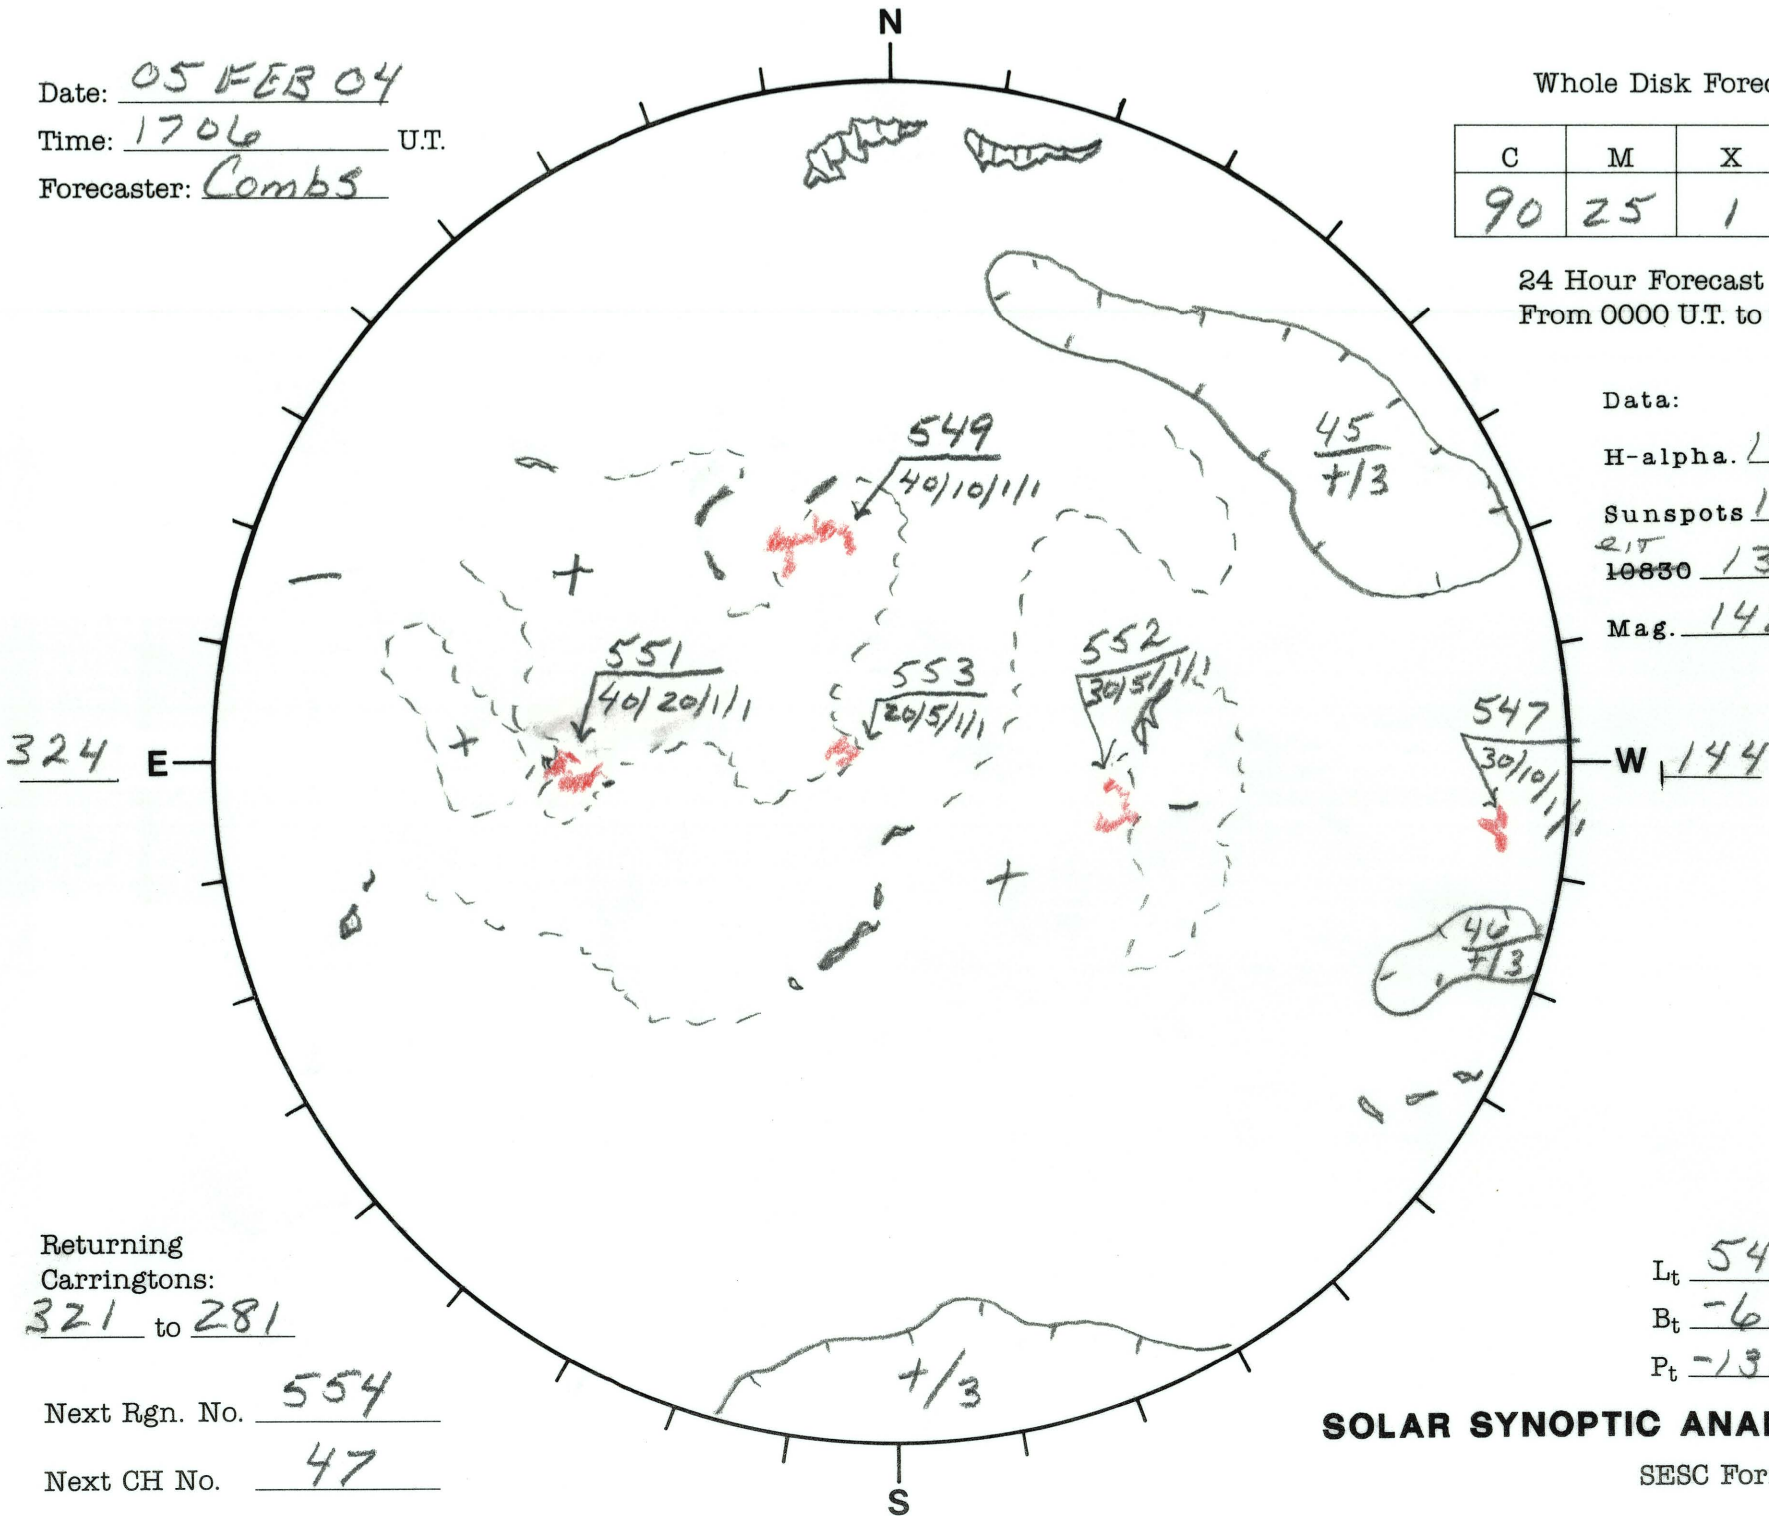 N
Date: 05 FEB 04
Time: 1706 U.T.
Forecaster: Combs
Whole Disk Forec
C M X
90 25 1
24 Hour Forecast
From 0000 U.T. to
Data:
H-alpha.
Sunspots 1
eit
10830 13
Mag. 14
549
40/10/1/1
45
+/3
— +
551
40/20/1/1
553
20/5/1/1
552
30/5/1/1
R
547
30/10/1/1
324 E
W 144
+
—
+
46
+/3
Returning
Carringtons:
321 to 281
Next Rgn. No. 554
Next CH No. 47
+/3
Lt 54
Bt -6
Pt -13
SOLAR SYNOPTIC ANA
SESC For
S